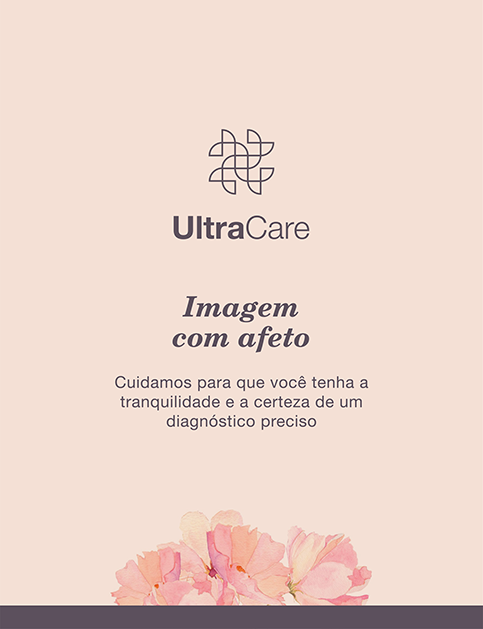 UltraCare
Imagem
com afeto
Cuidamos para que você tenha a
tranquilidade e a certeza de um
diagnóstico preciso